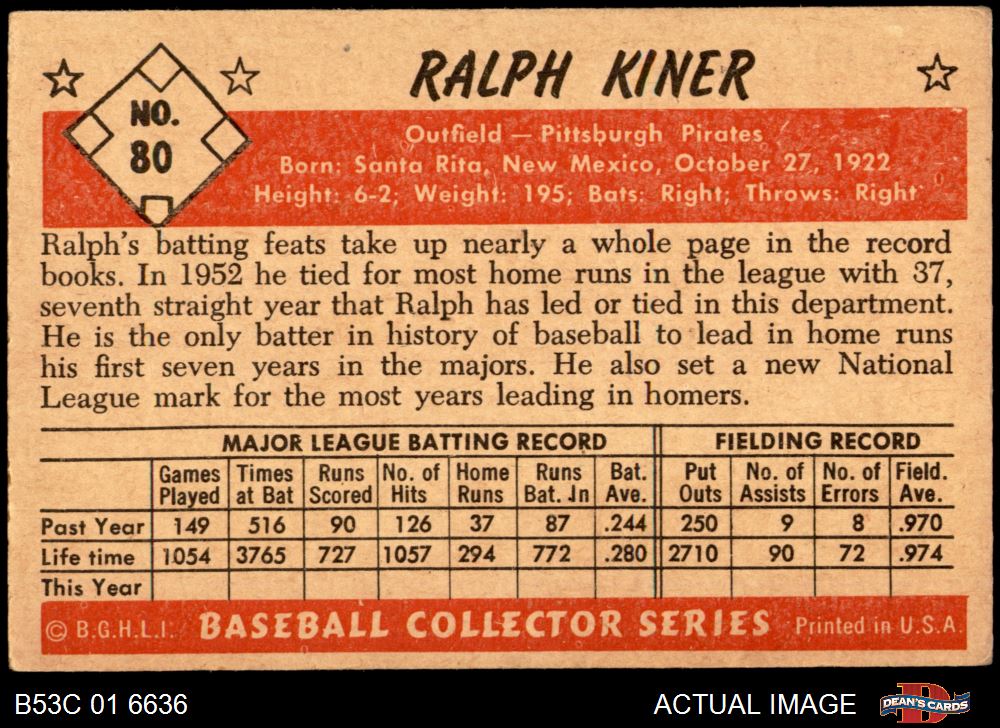 RALPH KINER
NO.
80
Outfield — Pittsburgh Pirates
Born: Santa Rita, New Mexico, October 27, 1922
Height: 6-2; Weight: 195; Bats: Right; Throws: Right
Ralph's batting feats take up nearly a whole page in the record
books. In 1952 he tied for most home runs in the league with 37,
seventh straight year that Ralph has led or tied in this department.
He is the only batter in history of baseball to lead in home runs
his first seven years in the majors. He also set a new National
League mark for the most years leading in homers.
MAJOR LEAGUE BATTING RECORD FIELDING RECORD
Games Times Runs No. of Home Runs Bat. Put No. of No. of Field.
Played at Bat Scored Hits Runs Bat. In Ave. Outs Assists Errors Ave.
Past Year 149 516 90 126 37 87 .244 250 9 8 .970
Life time 1054 3765 727 1057 294 772 .280 2710 90 72 .974
This Year
© B.G.H.L.I. BASEBALL COLLECTOR SERIES Printed in U.S.A.
B53C 01 6636 ACTUAL IMAGE D DEAN'S CARDS